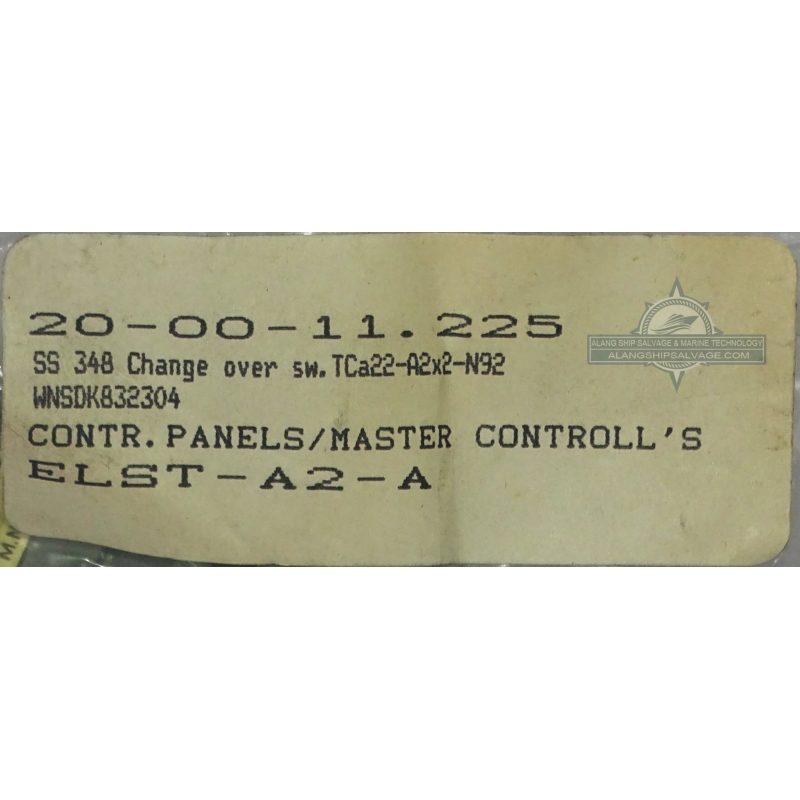 20-00-11.225
SS 348 Change over sw.TCa22-A2x2-N92
WNSDK832304
CONTR.PANELS/MASTER CONTROLL'S
ELST-A2-A
ALANG SHIP SALVAGE & MARINE TECHNOLOGY
ALANGSHIPSALVAGE.COM